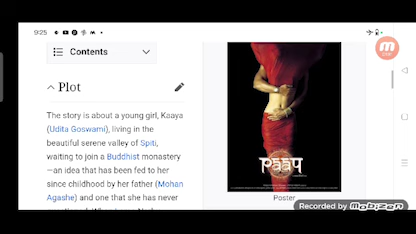 9:25
Contents
Plot
The story is about a young girl, Kaaya
(Udita Goswami), living in the
beautiful serene valley of Spiti,
waiting to join a Buddhist monastery
—an idea that has been fed to her
since childhood by her father (Mohan
Agashe) and one that she has never
Poster
Recorded by
mobizen